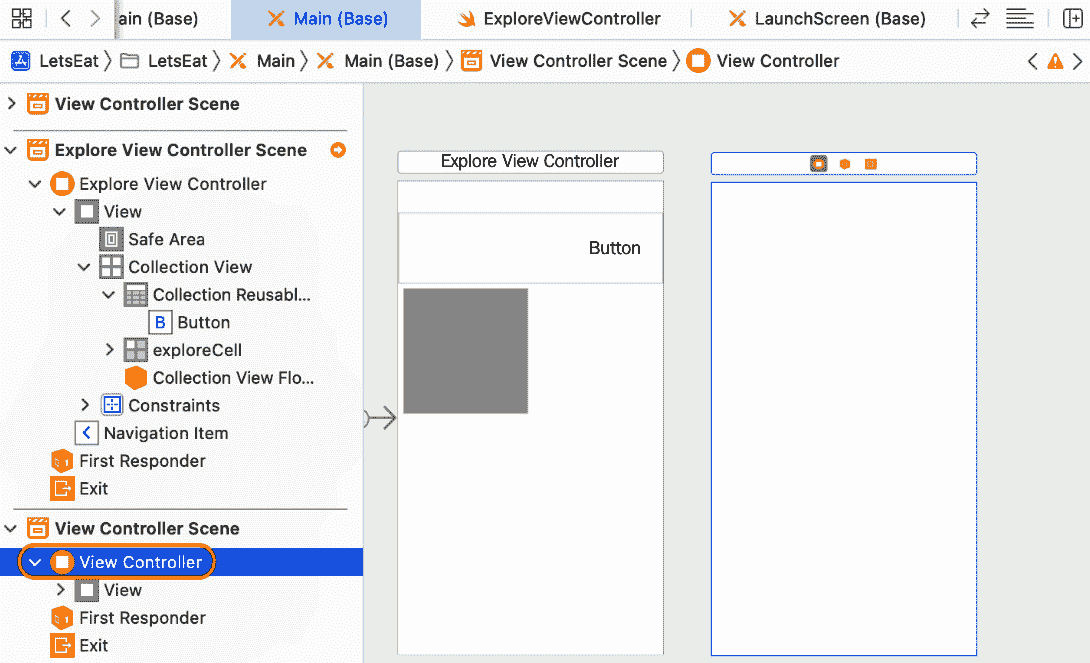 ain (Base) Main (Base) ExploreViewController LaunchScreen (Base)
LetsEat LetsEat Main Main (Base) View Controller Scene View Controller
View Controller Scene
Explore View Controller Scene
Explore View Controller
View
Safe Area
Collection View
Collection Reusabl...
B Button
exploreCell
Collection View Flo...
Constraints
Navigation Item
First Responder
Exit
View Controller Scene
View Controller
View
First Responder
Exit
Explore View Controller
Button